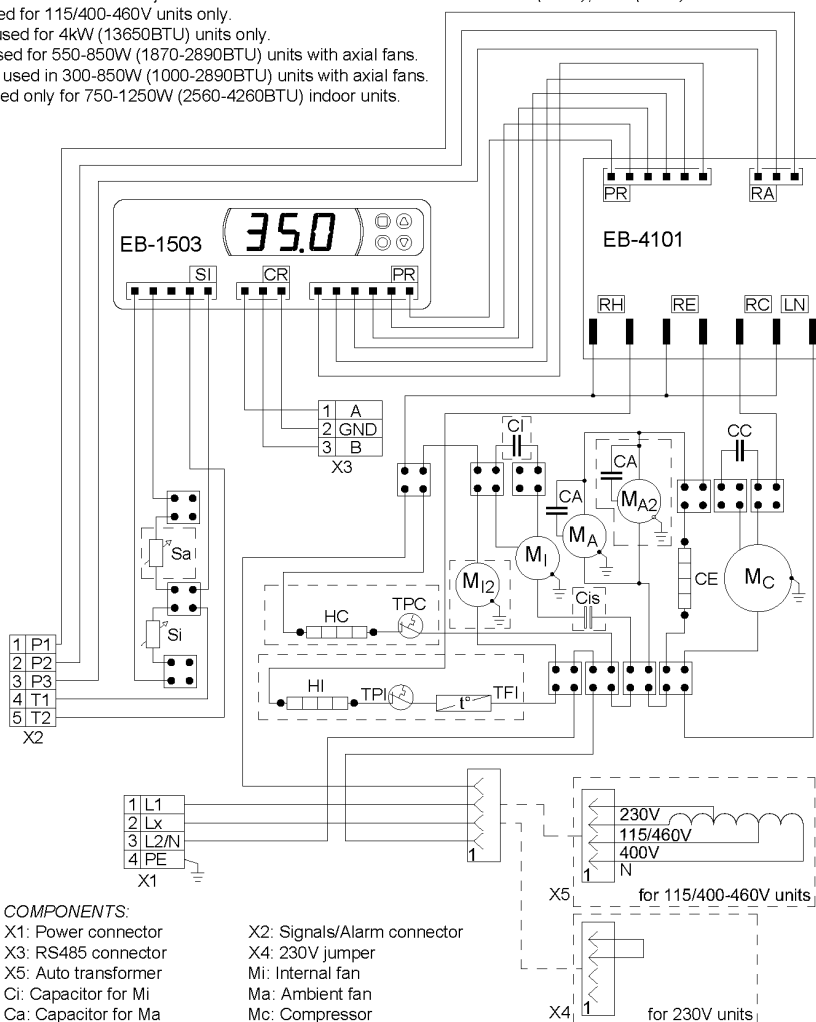 ed for 115/400-460V units only.
used for 4kW (13650BTU) units only.
sed for 550-850W (1870-2890BTU) units with axial fans.
used in 300-850W (1000-2890BTU) units with axial fans.
ed only for 750-1250W (2560-4260BTU) indoor units.
PR
RA
EB-1503
35.0
EB-4101
SI
CR
PR
RH
RE
RC
LN
1 A
2 GND
3 B
X3
CI
CC
CA
CA
MA2
MA
MI
MI2
CE
MC
Sa
Cis
HC
TPC
Si
1 P1
2 P2
3 P3
4 T1
5 T2
X2
HI
TPI
t°
TFI
1 L1
2 Lx
3 L2/N
4 PE
X1
1
230V
115/460V
400V
N
1
X5
for 115/400-460V units
COMPONENTS:
X1: Power connector
X2: Signals/Alarm connector
X3: RS485 connector
X4: 230V jumper
X5: Auto transformer
Mi: Internal fan
Ci: Capacitor for Mi
Ma: Ambient fan
Ca: Capacitor for Ma
Mc: Compressor
X4
1
for 230V units